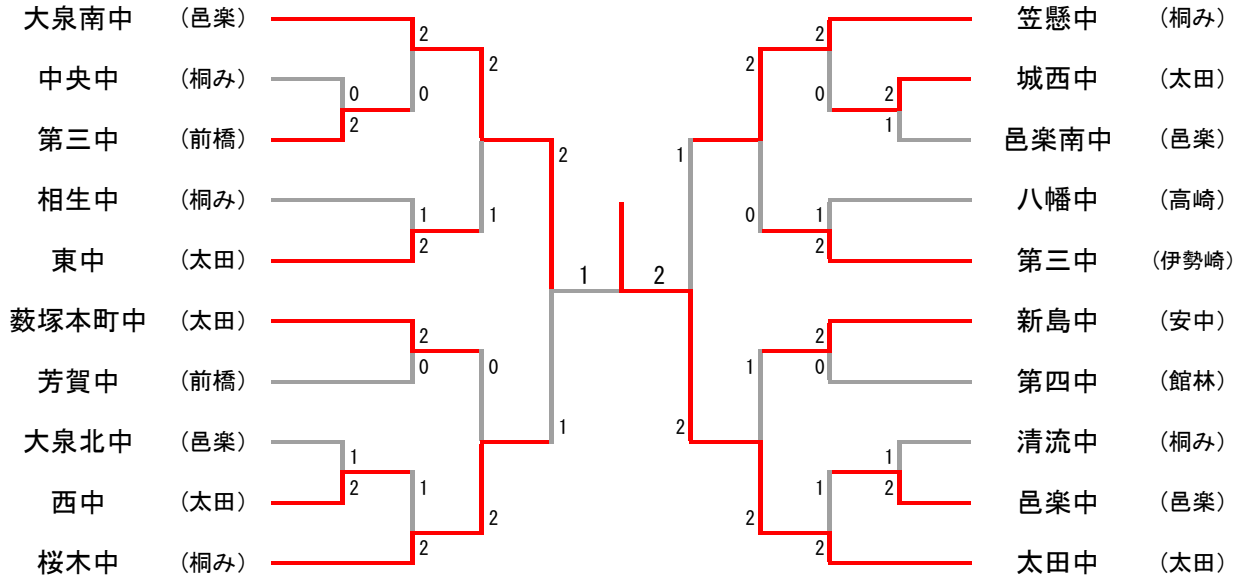 大泉南中 (邑楽) 2 2 2 笠懸中 (桐み)
中央中 (桐み) 0 0 2 0 2 城西中 (太田)
第三中 (前橋) 2 2 1 1 邑楽南中 (邑楽)
相生中 (桐み) 1 1 0 1 八幡中 (高崎)
東中 (太田) 2 2 第三中 (伊勢崎)
1 2
薮塚本町中 (太田) 2 0 1 2 新島中 (安中)
芳賀中 (前橋) 0 0 第四中 (館林)
大泉北中 (邑楽) 1 1 2 1 清流中 (桐み)
西中 (太田) 2 1 2 2 1 2 邑楽中 (邑楽)
桜木中 (桐み) 2 2 太田中 (太田)